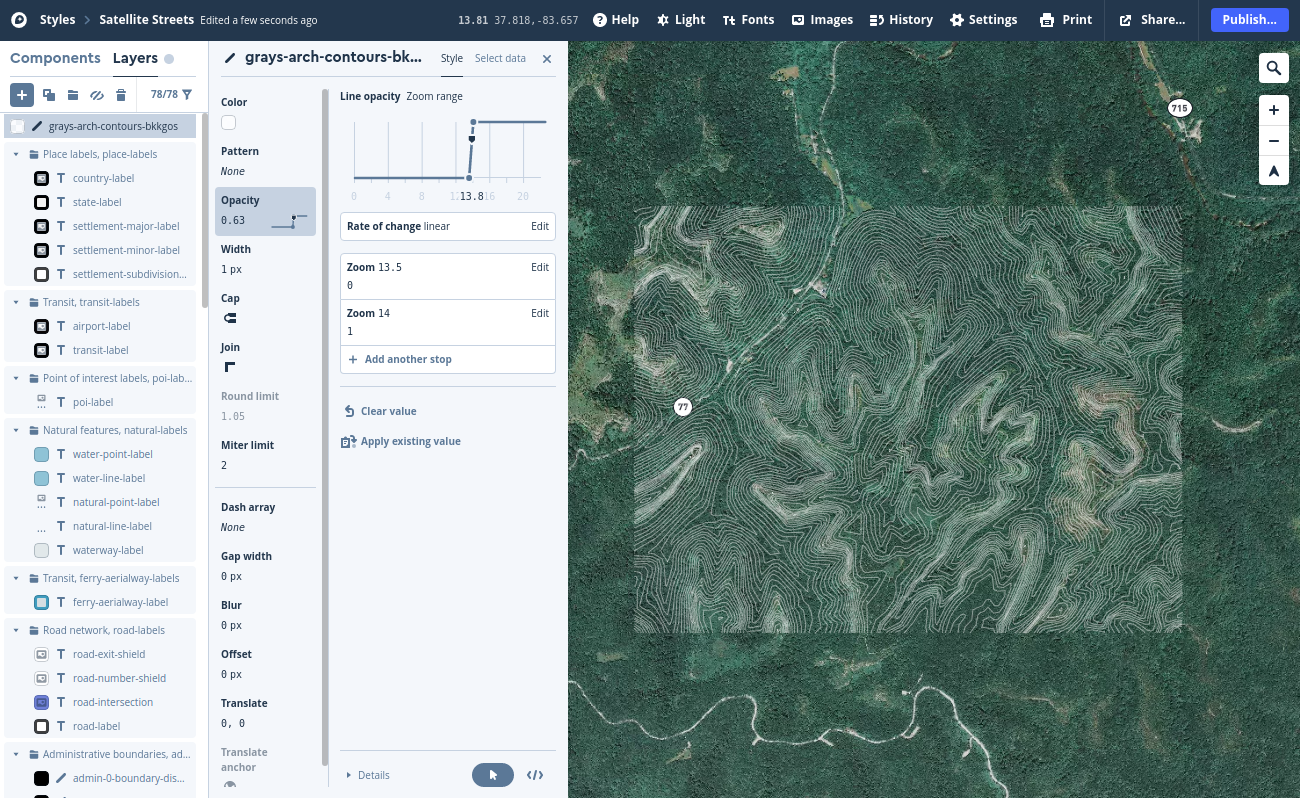 Styles > Satellite Streets Edited a few seconds ago 13.81 37.818,-83.657 Help Light Fonts Images History Settings Print Share... Publish...
Components Layers
78/78
grays-arch-contours-bkkgos
Place labels, place-labels
country-label
state-label
settlement-major-label
settlement-minor-label
settlement-subdivision...
Transit, transit-labels
airport-label
transit-label
Point of interest labels, poi-lab...
poi-label
Natural features, natural-labels
water-point-label
water-line-label
natural-point-label
natural-line-label
waterway-label
Transit, ferry-aerialway-labels
ferry-aerialway-label
Road network, road-labels
road-exit-shield
road-number-shield
road-intersection
road-label
Administrative boundaries, ad...
admin-0-boundary-dis...
grays-arch-contours-bk... Style Select data
Color
Pattern
None
Opacity
0.63
Width
1 px
Cap
Join
Round limit
1.05
Miter limit
2
Dash array
None
Gap width
0 px
Blur
0 px
Offset
0 px
Translate
0, 0
Translate
anchor
Line opacity Zoom range
0 4 8 12 13.8 16 20
Rate of change linear Edit
Zoom 13.5 Edit
0
Zoom 14 Edit
1
Add another stop
Clear value
Apply existing value
Details
715
77